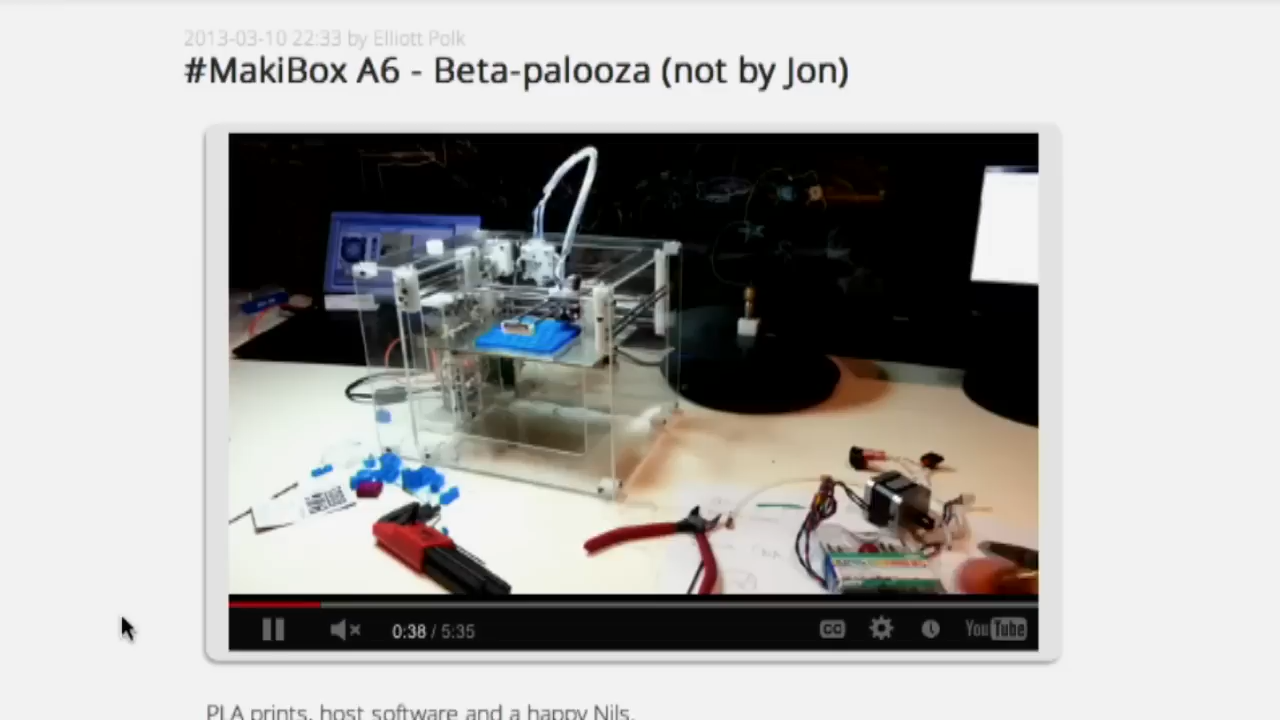 2013-03-10 22:33 by Elliott Polk
#MakiBox A6 - Beta-palooza (not by Jon)
0:38 / 5:35
CC
YouTube
PLA prints, host software and a happy Nils.